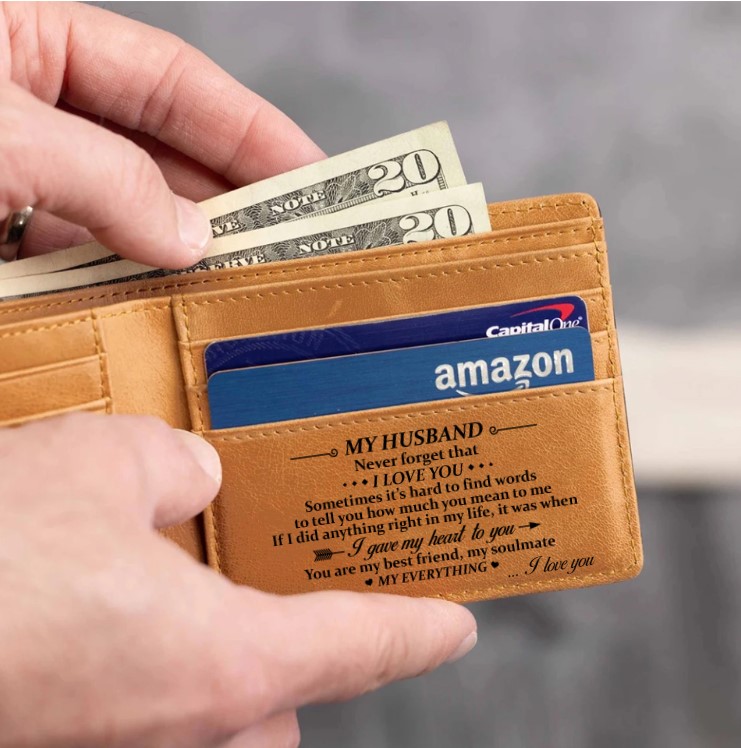 20
NOTE
20
RVE NOTE
CapitalOne
amazon
MY HUSBAND
Never forget that
I LOVE YOU
Sometimes it's hard to find words
to tell you how much you mean to me
If I did anything right in my life, it was when
I gave my heart to you
You are my best friend, my soulmate
MY EVERYTHING
... I love you